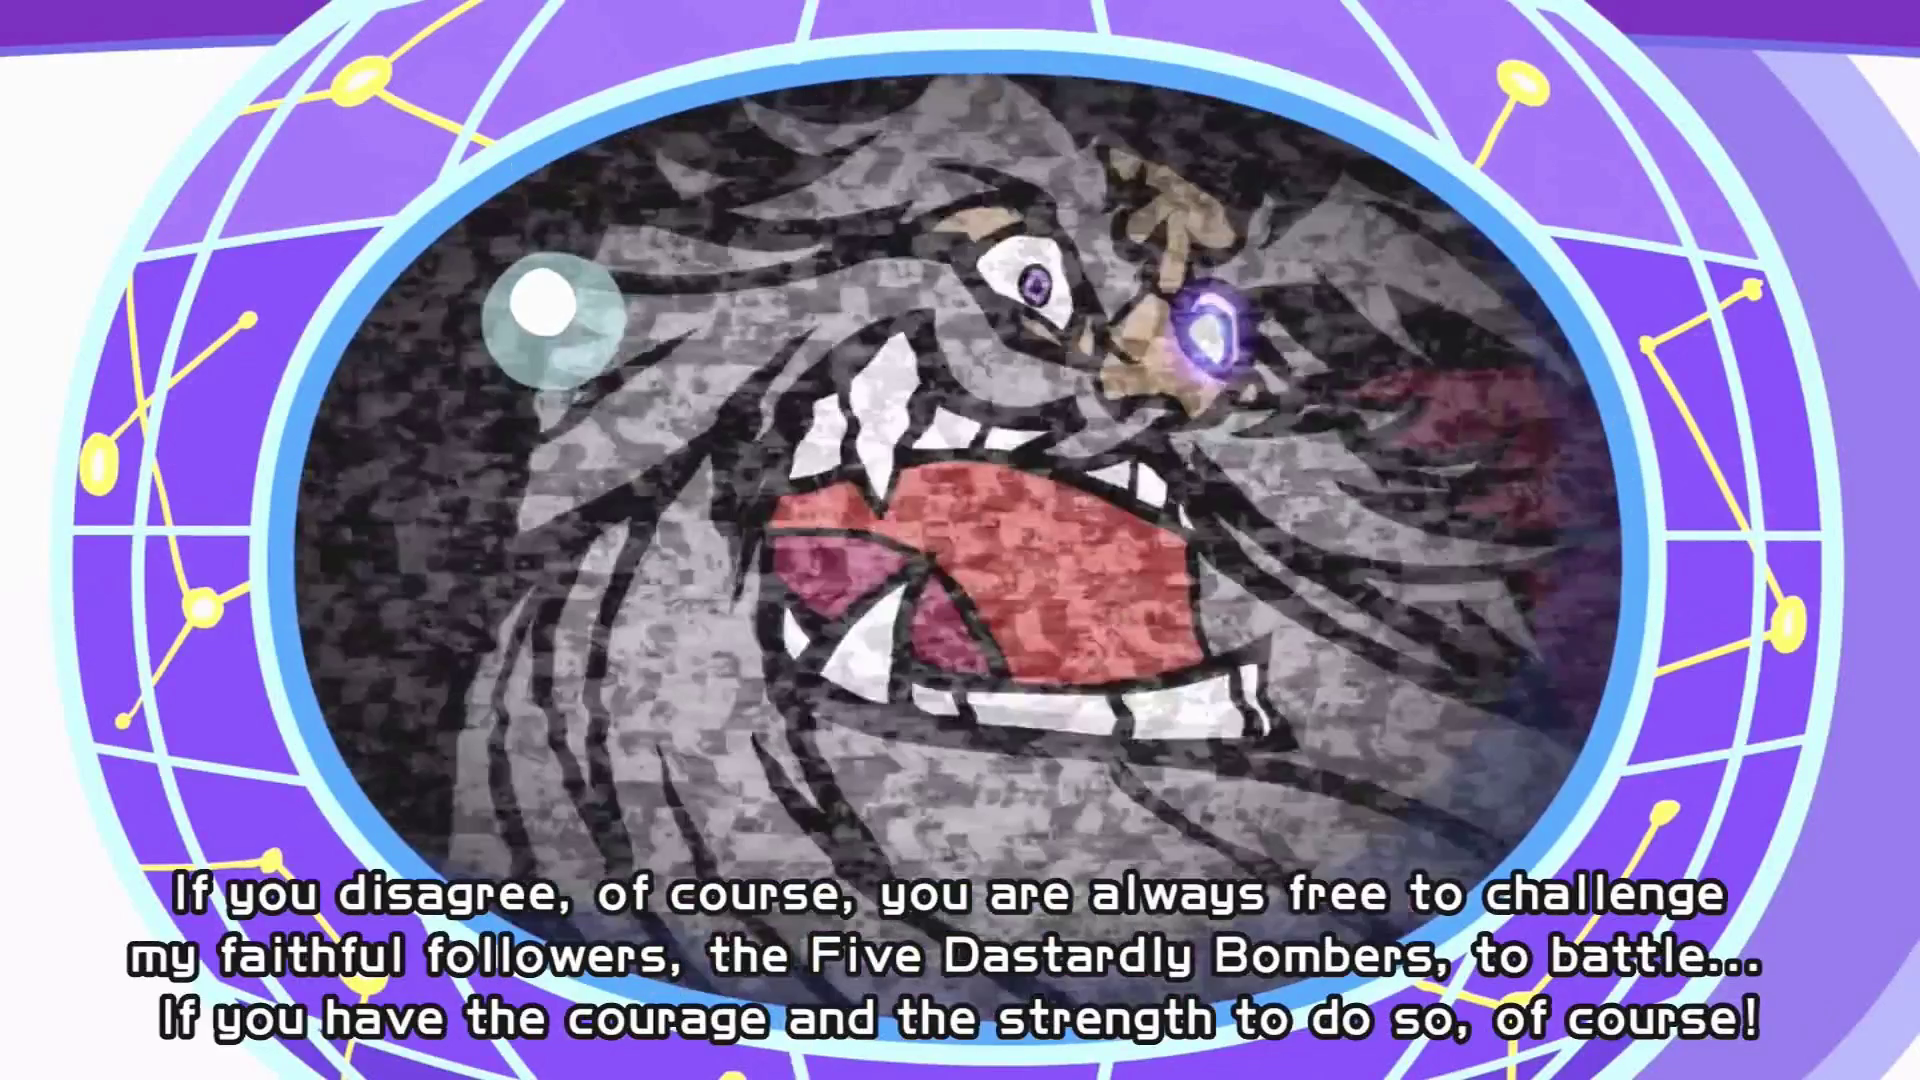 If you disagree, of course, you are always free to challenge
my faithful followers, the Five Dastardly Bombers, to battle...
If you have the courage and the strength to do so, of course!